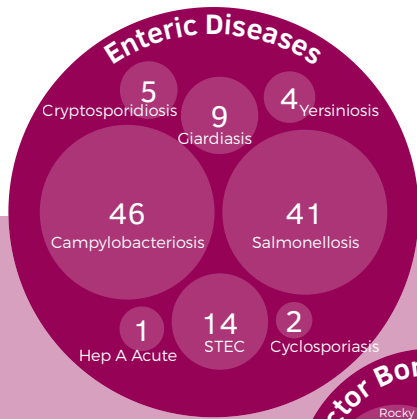 Enteric Diseases
5
Cryptosporidiosis
9
Giardiasis
4
Yersiniosis
46
Campylobacteriosis
41
Salmonellosis
1
Hep A Acute
14
STEC
2
Cyclosporiasis
Rocky